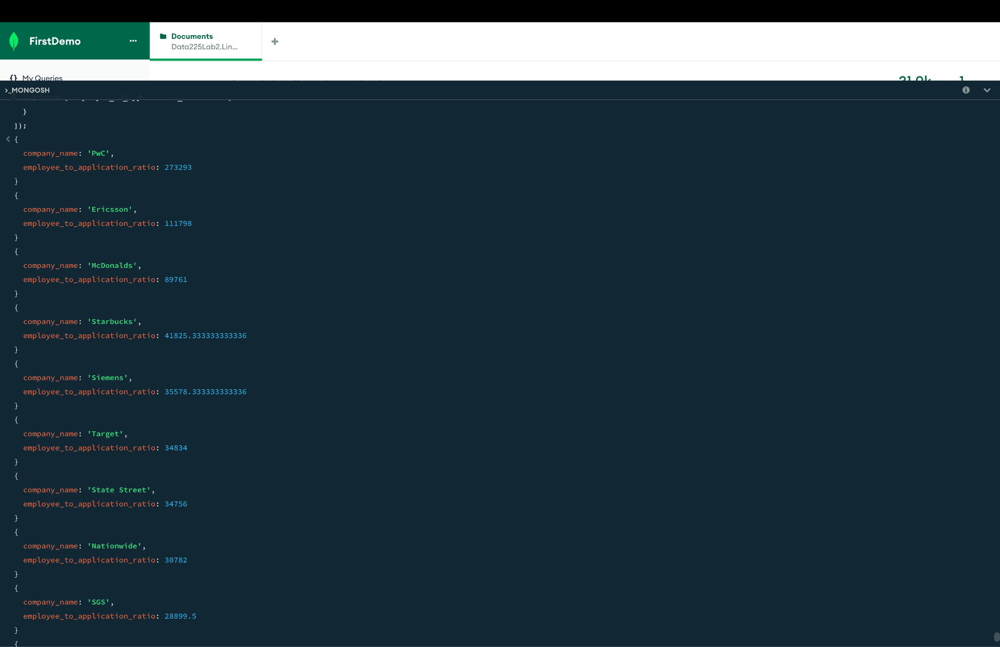 FirstDemo
Documents
Data225Lab2.Lin...
{} My Queries
>_MONGOSH
}
]);
{
company_name: 'PwC',
employee_to_application_ratio: 273293
}
{
company_name: 'Ericsson',
employee_to_application_ratio: 111798
}
{
company_name: 'McDonalds',
employee_to_application_ratio: 89761
}
{
company_name: 'Starbucks',
employee_to_application_ratio: 41825.333333333336
}
{
company_name: 'Siemens',
employee_to_application_ratio: 35578.333333333336
}
{
company_name: 'Target',
employee_to_application_ratio: 34834
}
{
company_name: 'State Street',
employee_to_application_ratio: 34756
}
{
company_name: 'Nationwide',
employee_to_application_ratio: 30782
}
{
company_name: 'SGS',
employee_to_application_ratio: 28899.5
}
{